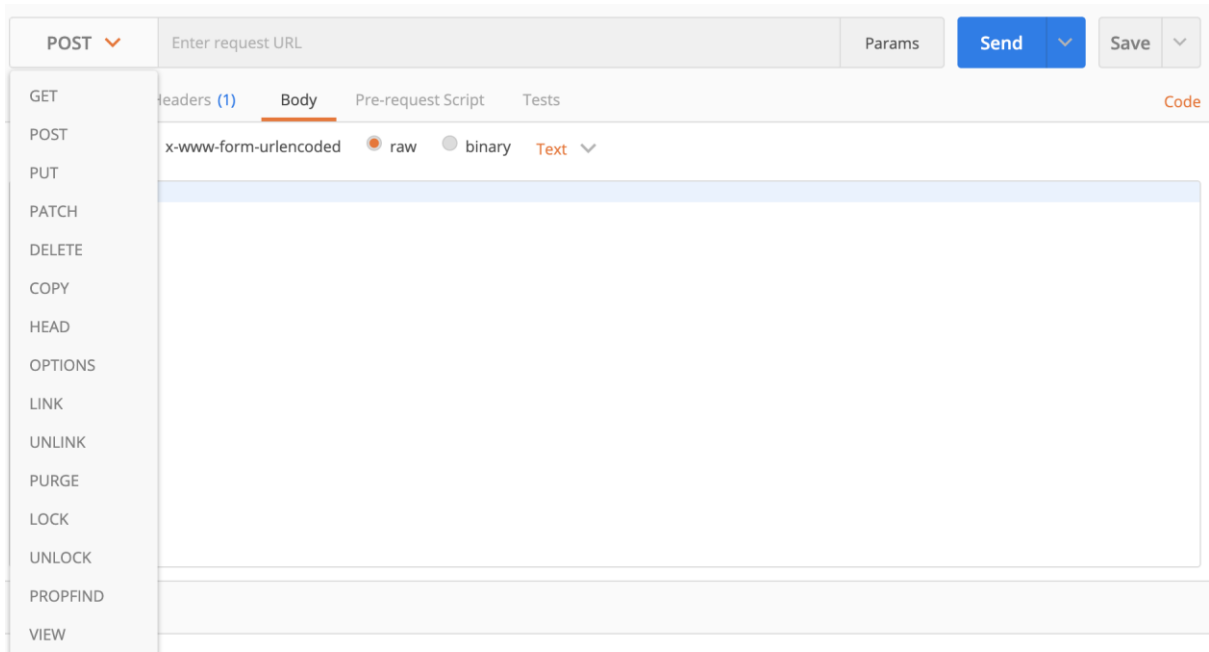 POST Enter request URL Params Send Save
GET
Headers (1) Body Pre-request Script Tests Code
POST
x-www-form-urlencoded raw binary Text
PUT
PATCH
DELETE
COPY
HEAD
OPTIONS
LINK
UNLINK
PURGE
LOCK
UNLOCK
PROPFIND
VIEW